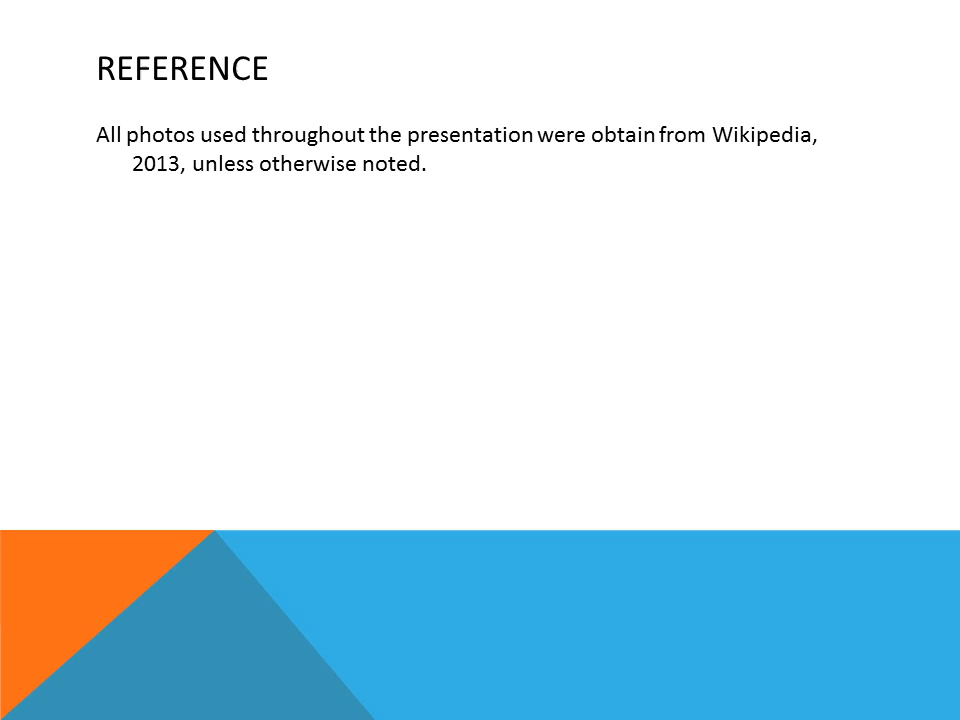 REFERENCE
All photos used throughout the presentation were obtain from Wikipedia,
2013, unless otherwise noted.